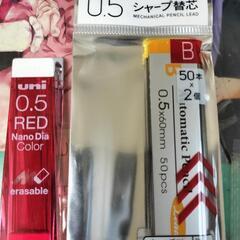 uni
0.5
RED
Nano Dia
Color
erasable
0.5
シャープ替芯
MECHANICAL PENCIL LEAD
B
50本
×
2個
0.5x60mm 50pcs